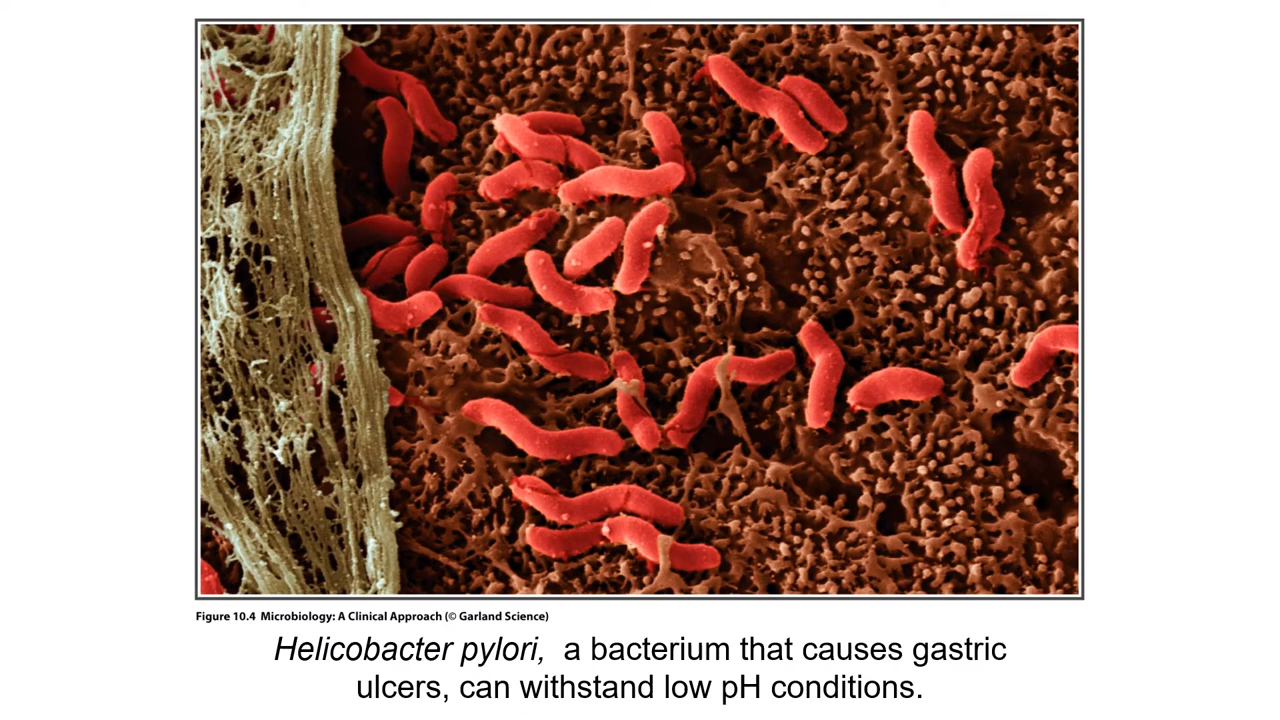 Figure 10.4 Microbiology: A Clinical Approach (© Garland Science)
Helicobacter pylori, a bacterium that causes gastric
ulcers, can withstand low pH conditions.